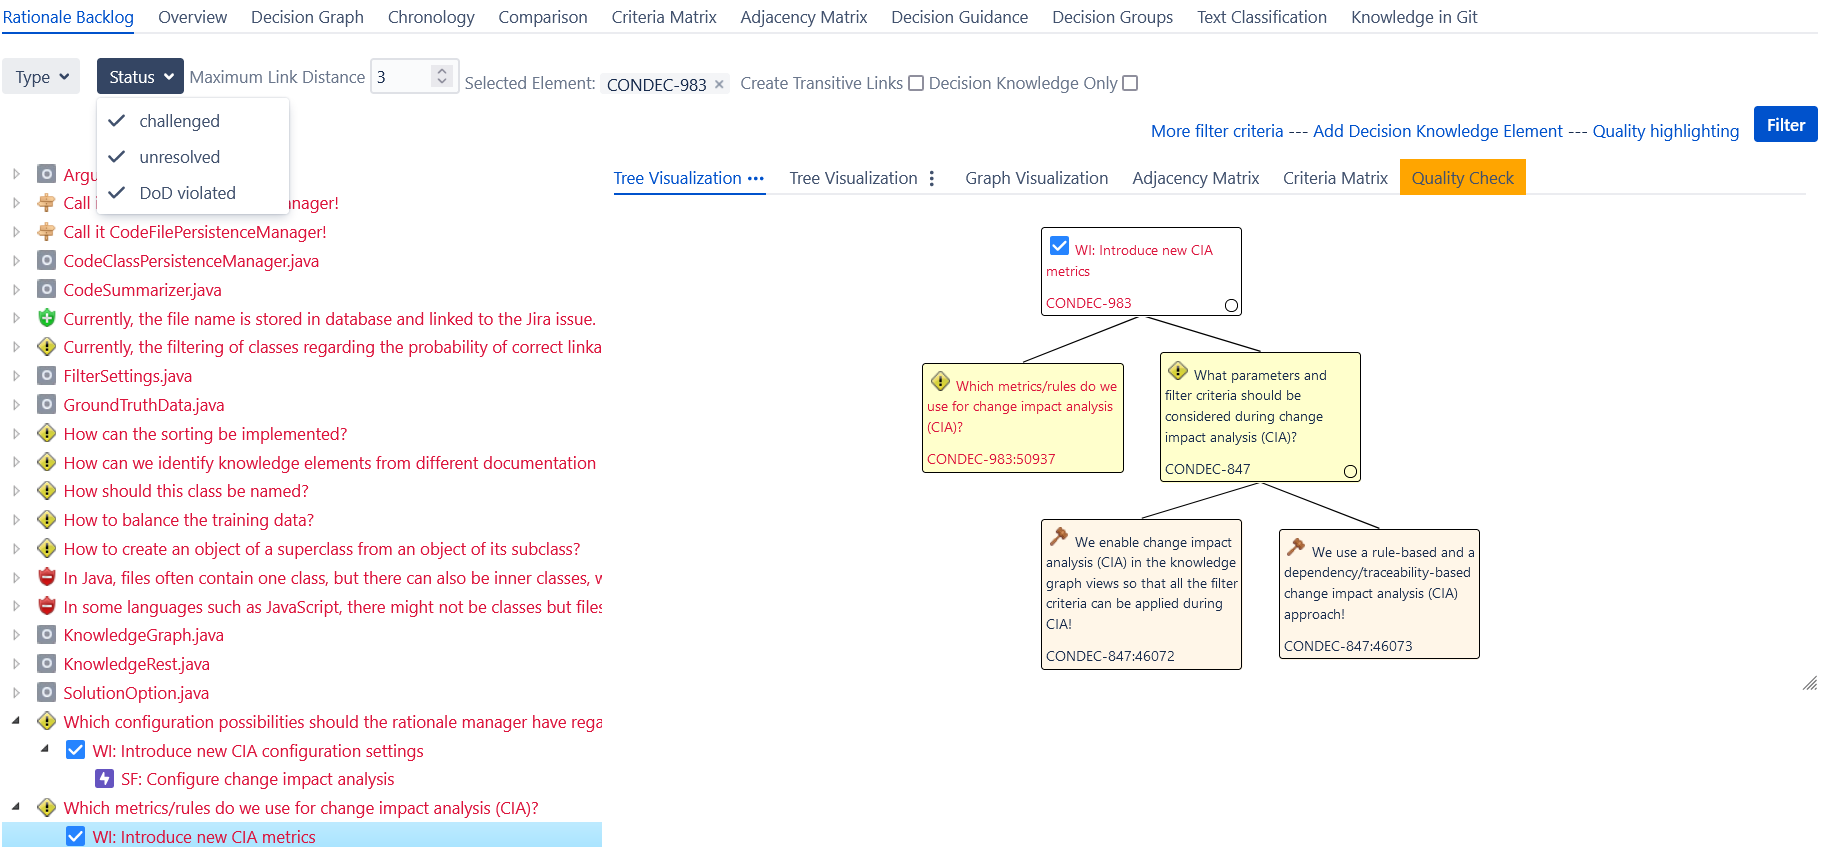 Rationale Backlog Overview Decision Graph Chronology Comparison Criteria Matrix Adjacency Matrix Decision Guidance Decision Groups Text Classification Knowledge in Git
Type Status Maximum Link Distance 3 Selected Element: CONDEC-983 × Create Transitive Links Decision Knowledge Only
challenged
unresolved
DoD violated
More filter criteria --- Add Decision Knowledge Element --- Quality highlighting Filter
Call it CodeFilePersistenceManager!
CodeClassPersistenceManager.java
CodeSummarizer.java
Currently, the file name is stored in database and linked to the Jira issue.
Currently, the filtering of classes regarding the probability of correct linka
FilterSettings.java
GroundTruthData.java
How can the sorting be implemented?
How can we identify knowledge elements from different documentation
How should this class be named?
How to balance the training data?
How to create an object of a superclass from an object of its subclass?
In Java, files often contain one class, but there can also be inner classes, w
In some languages such as JavaScript, there might not be classes but files
KnowledgeGraph.java
KnowledgeRest.java
SolutionOption.java
Which configuration possibilities should the rationale manager have rega
WI: Introduce new CIA configuration settings
SF: Configure change impact analysis
Which metrics/rules do we use for change impact analysis (CIA)?
WI: Introduce new CIA metrics
Tree Visualization ••• Tree Visualization Graph Visualization Adjacency Matrix Criteria Matrix Quality Check
WI: Introduce new CIA
metrics
CONDEC-983
Which metrics/rules do we
use for change impact analysis
(CIA)?
CONDEC-983:50937
What parameters and
filter criteria should be
considered during change
impact analysis (CIA)?
CONDEC-847
We enable change impact
analysis (CIA) in the knowledge
graph views so that all the filter
criteria can be applied during
CIA!
CONDEC-847:46072
We use a rule-based and a
dependency/traceability-based
change impact analysis (CIA)
approach!
CONDEC-847:46073